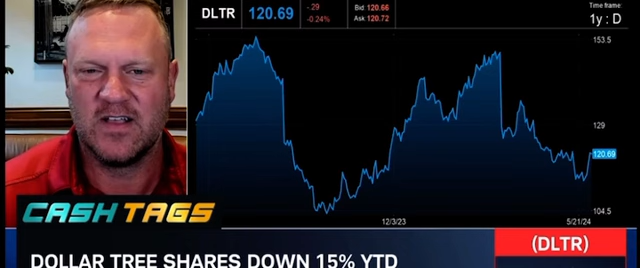 DLTR 120.69 - 29 -0.24% Bid 120.66 Ask 120.72
Time frame:
1y : D
153.5
129
120.69
104.5
12/3/23 5/21/24
CASH TAGS
DOLLAR TREE SHARES DOWN 15% YTD
(DLTR)